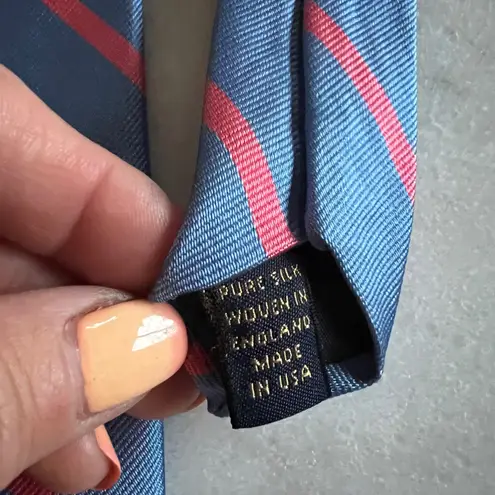 PURE SILK
WOVEN IN
ENGLAND
MADE
IN USA